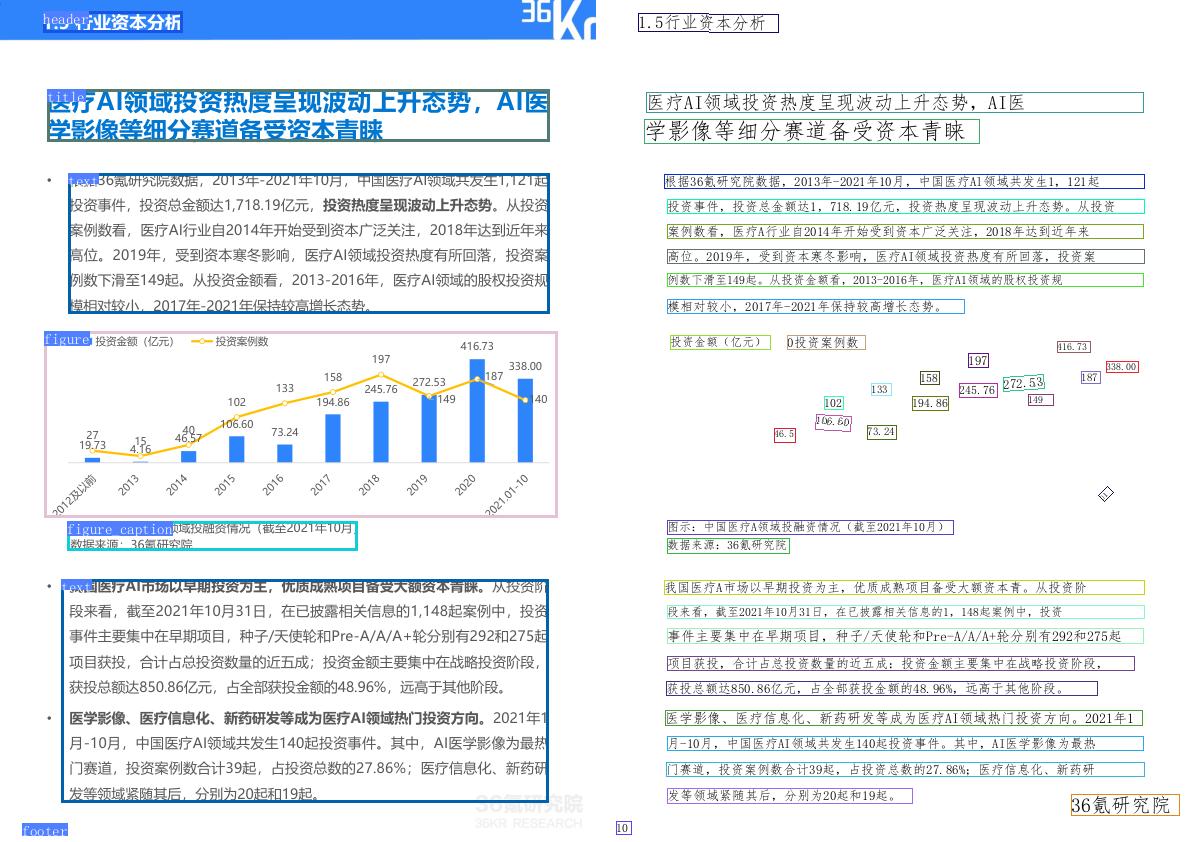 header
1.5行业资本分析
36Kr
title
医疗AI领域投资热度呈现波动上升态势，AI医
学影像等细分赛道备受资本青睐
text
• 根据36氪研究院数据，2013年-2021年10月，中国医疗AI领域共发生1,121起
投资事件，投资总金额达1,718.19亿元，投资热度呈现波动上升态势。从投资
案例数看，医疗AI行业自2014年开始受到资本广泛关注，2018年达到近年来
高位。2019年，受到资本寒冬影响，医疗AI领域投资热度有所回落，投资案
例数下滑至149起。从投资金额看，2013-2016年，医疗AI领域的股权投资规
模相对较小，2017年-2021年保持较高增长态势。
figure
投资金额（亿元） 投资案例数
27 15 40 102 133 158 197 149 187 140
19.73 4.16 46.57 106.60 73.24 194.86 245.76 272.53 416.73 338.00
2012及以前 2013 2014 2015 2016 2017 2018 2019 2020 2021.01-10
figure caption
领域投融资情况（截至2021年10月）
数据来源：36氪研究院
text
• 我国医疗AI市场以早期投资为主，优质成熟项目备受大额资本青睐。从投资阶
段来看，截至2021年10月31日，在已披露相关信息的1,148起案例中，投资
事件主要集中在早期项目，种子/天使轮和Pre-A/A/A+轮分别有292和275起
项目获投，合计占总投资数量的近五成；投资金额主要集中在战略投资阶段，
获投总额达850.86亿元，占全部获投金额的48.96%，远高于其他阶段。
• 医学影像、医疗信息化、新药研发等成为医疗AI领域热门投资方向。2021年1
月-10月，中国医疗AI领域共发生140起投资事件。其中，AI医学影像为最热
门赛道，投资案例数合计39起，占投资总数的27.86%；医疗信息化、新药研
发等领域紧随其后，分别为20起和19起。
36氪研究院
36KR RESEARCH
footer
1.5行业资本分析
医疗AI领域投资热度呈现波动上升态势，AI医
学影像等细分赛道备受资本青睐
根据36氪研究院数据，2013年-2021年10月，中国医疗AI领域共发生1，121起
投资事件，投资总金额达1，718.19亿元，投资热度呈现波动上升态势。从投资
案例数看，医疗A行业自2014年开始受到资本广泛关注，2018年达到近年来
高位。2019年，受到资本寒冬影响，医疗AI领域投资热度有所回落，投资案
例数下滑至149起。从投资金额看，2013-2016年，医疗AI领域的股权投资规
模相对较小，2017年-2021年保持较高增长态势。
投资金额（亿元） 0投资案例数
416.73
197
338.00
158
187
272.53
133
245.76
149
102
194.86
106.60
46.5
73.24
图示：中国医疗A领域投融资情况（截至2021年10月）
数据来源：36氪研究院
我国医疗A市场以早期投资为主，优质成熟项目备受大额资本青。从投资阶
段来看，截至2021年10月31日，在已披露相关信息的1，148起案例中，投资
事件主要集中在早期项目，种子/天使轮和Pre-A/A/A+轮分别有292和275起
项目获投，合计占总投资数量的近五成：投资金额主要集中在战略投资阶段，
获投总额达850.86亿元，占全部获投金额的48.96%，远高于其他阶段。
医学影像、医疗信息化、新药研发等成为医疗AI领域热门投资方向。2021年1
月-10月，中国医疗AI领域共发生140起投资事件。其中，AI医学影像为最热
门赛道，投资案例数合计39起，占投资总数的27.86%；医疗信息化、新药研
发等领域紧随其后，分别为20起和19起。
36氪研究院
10